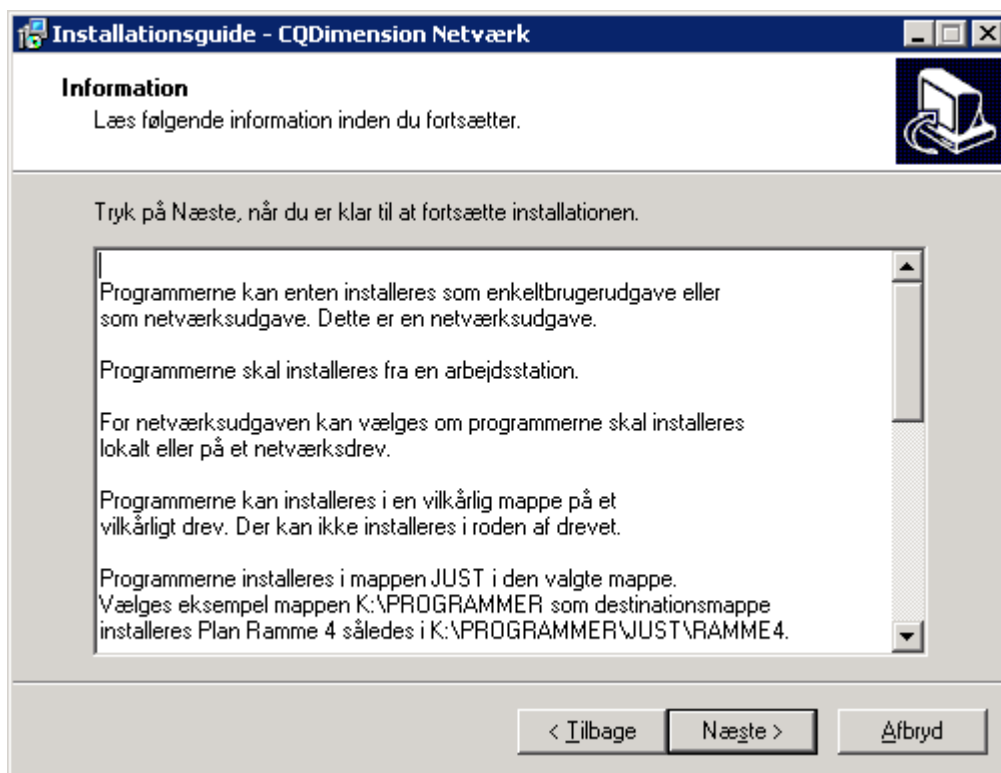 Installationsguide - CQDimension Netværk
Information
Læs følgende information inden du fortsætter.
Tryk på Næste, når du er klar til at fortsætte installationen.
Programmerne kan enten installeres som enkeltbrugerudgave eller
som netværksudgave. Dette er en netværksudgave.
Programmerne skal installeres fra en arbejdsstation.
For netværksudgaven kan vælges om programmerne skal installeres
lokalt eller på et netværksdrev.
Programmerne kan installeres i en vilkårlig mappe på et
vilkårligt drev. Der kan ikke installeres i roden af drevet.
Programmerne installeres i mappen JUST i den valgte mappe.
Vælges eksempel mappen K:\PROGRAMMER som destinationsmappe
installeres Plan Ramme 4 således i K:\PROGRAMMER\JUST\RAMME4.
< Tilbage
Næste >
Afbryd